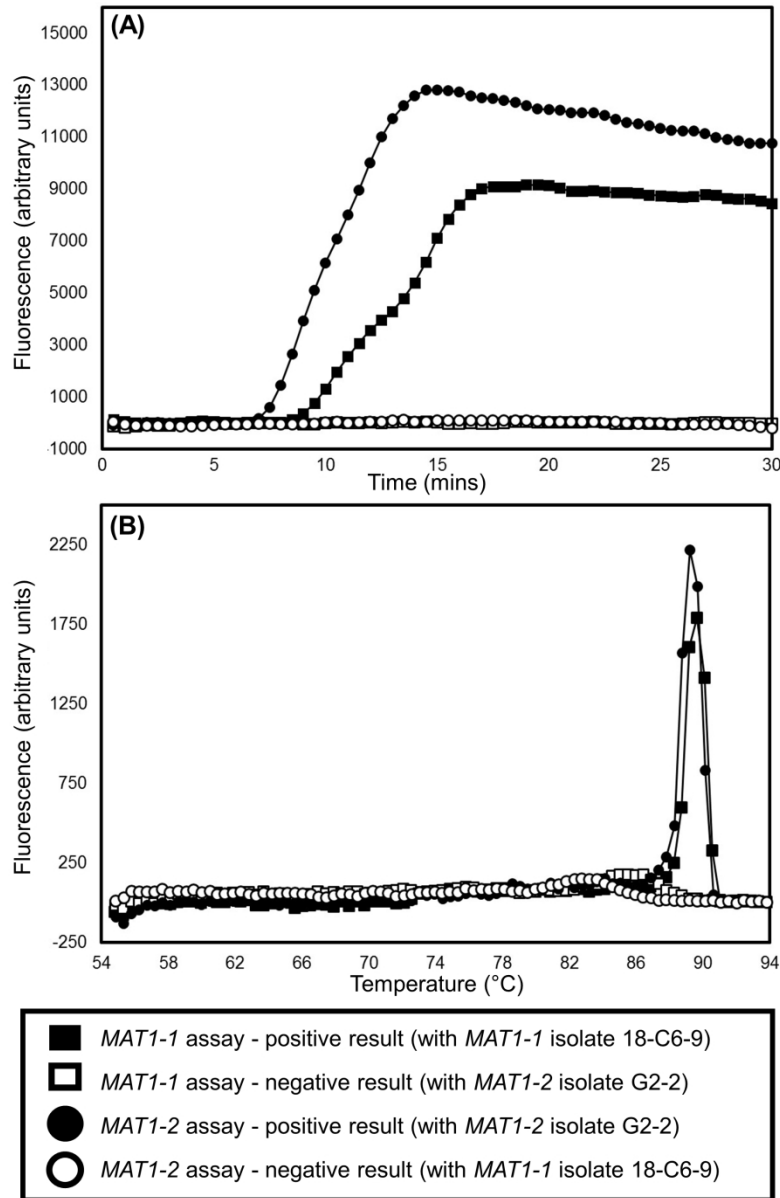 (A)
Fluorescence (arbitrary units)
15000
13000
11000
9000
7000
5000
3000
1000
-1000
0 5 10 15 20 25 30
Time (mins)
(B)
Fluorescence (arbitrary units)
2250
1750
1250
750
250
-250
54 58 62 66 70 74 78 82 86 90 94
Temperature (°C)
MAT1-1 assay - positive result (with MAT1-1 isolate 18-C6-9)
MAT1-1 assay - negative result (with MAT1-2 isolate G2-2)
MAT1-2 assay - positive result (with MAT1-2 isolate G2-2)
MAT1-2 assay - negative result (with MAT1-1 isolate 18-C6-9)